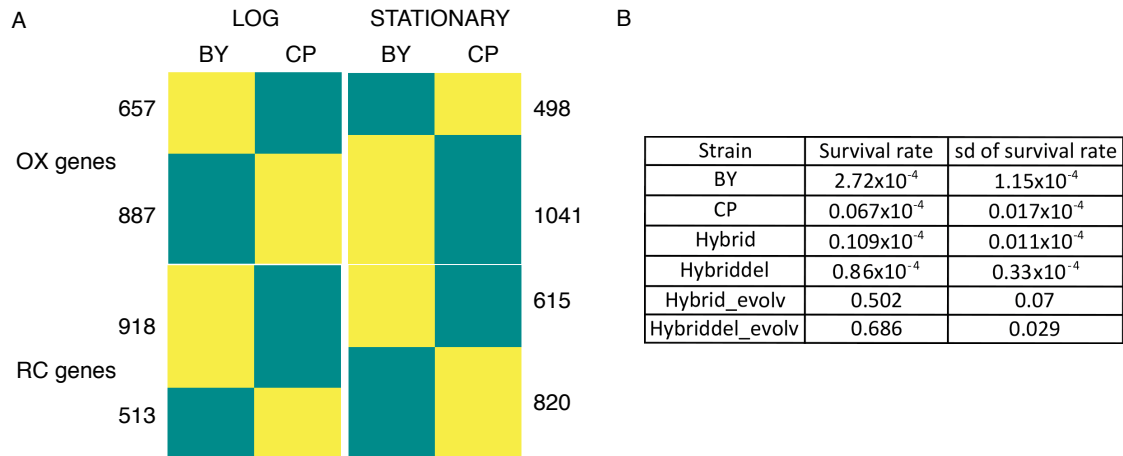 A
LOG STATIONARY
BY CP BY CP
657
498
OX genes
887
1041
918
615
RC genes
513
820
B
Strain Survival rate sd of survival rate
BY 2.72x10⁻⁴ 1.15x10⁻⁴
CP 0.067x10⁻⁴ 0.017x10⁻⁴
Hybrid 0.109x10⁻⁴ 0.011x10⁻⁴
Hybriddel 0.86x10⁻⁴ 0.33x10⁻⁴
Hybrid_evolv 0.502 0.07
Hybriddel_evolv 0.686 0.029